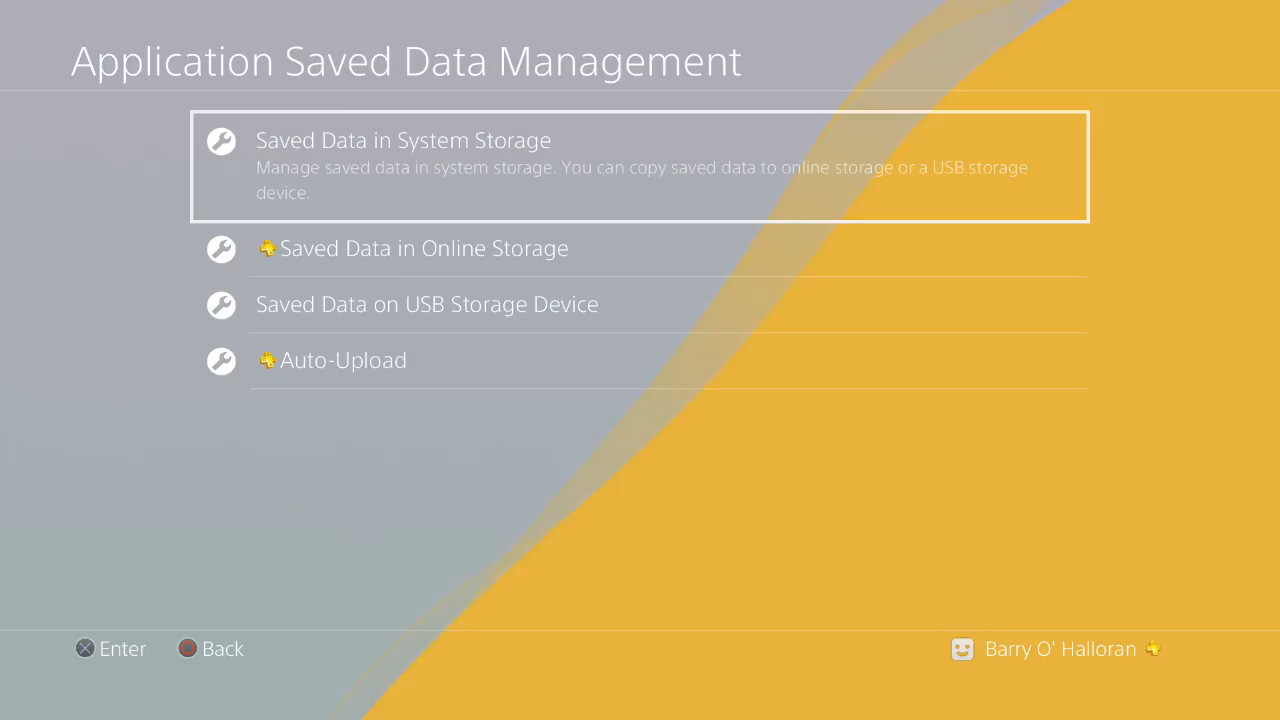 Application Saved Data Management
Saved Data in System Storage
Manage saved data in system storage. You can copy saved data to online storage or a USB storage
device.
Saved Data in Online Storage
Saved Data on USB Storage Device
Auto-Upload
Enter Back Barry O' Halloran